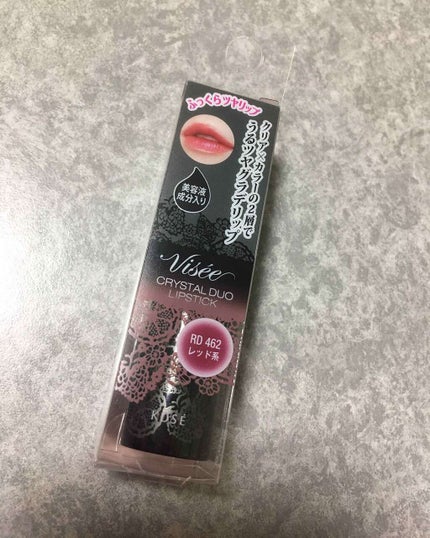 ふっくらツヤリップ
クリア×カラーの2層で
うるツヤグラデリップ
美容液
成分入り
Visée
CRYSTAL DUO
LIPSTICK
RD 462
レッド系
KOSÉ